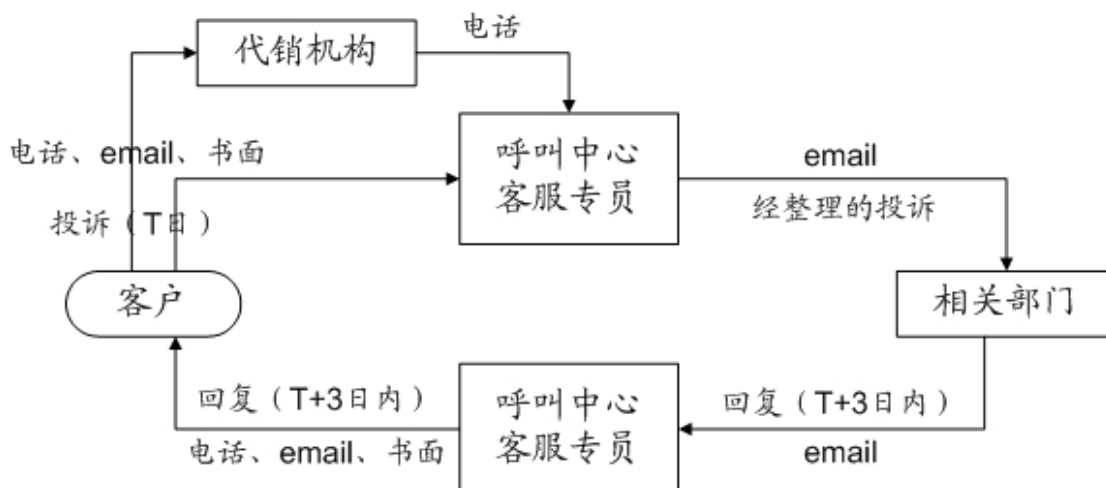 代销机构
电话
电话、email、书面
呼叫中心
客服专员
email
经整理的投诉
投诉（T日）
客户
相关部门
回复（T+3日内）
电话、email、书面
呼叫中心
客服专员
回复（T+3日内）
email